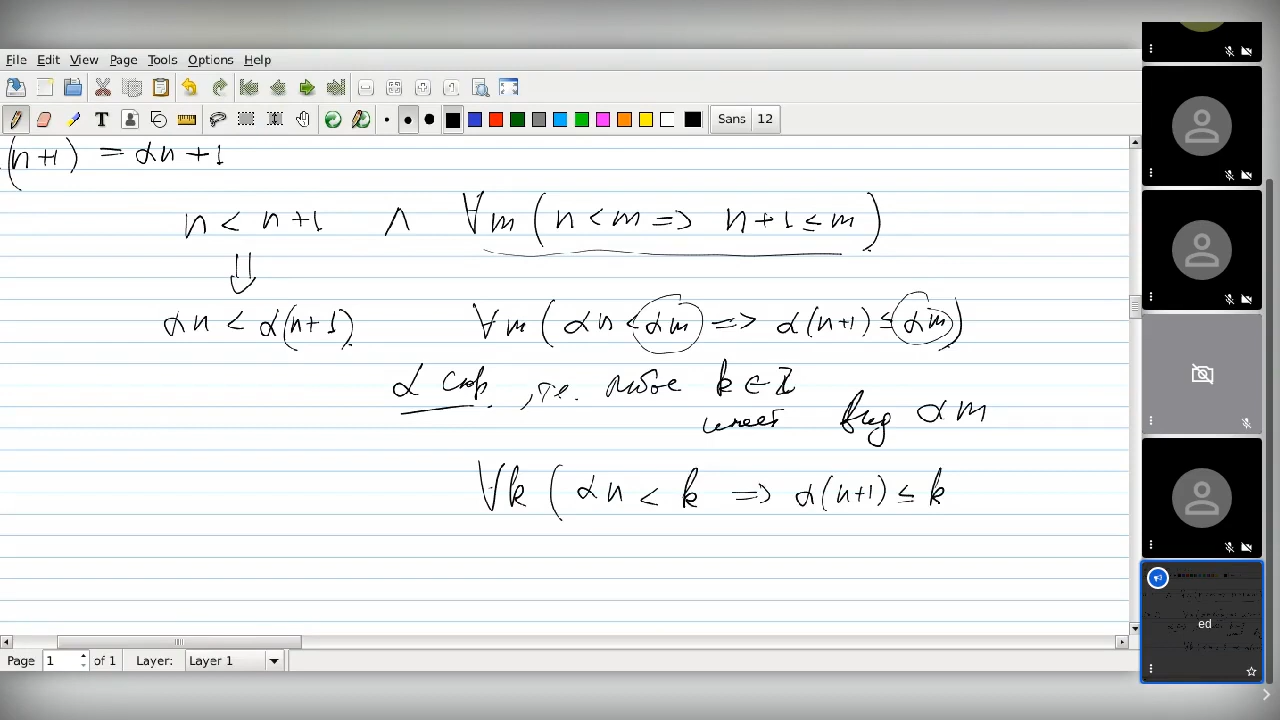 File Edit View Page Tools Options Help
Sans 12
(n+1) = αn+1
n < n+1 ∧ ∀m (n < m => n+1 ≤ m)
⇓
αn < α(n+1) ∀m (αn < αm => α(n+1) ≤ αm)
α сюр., т.е. любое k ∈ ℤ
имеет вид αm
∀k (αn < k => α(n+1) ≤ k
ed
Page 1 of 1 Layer: Layer 1